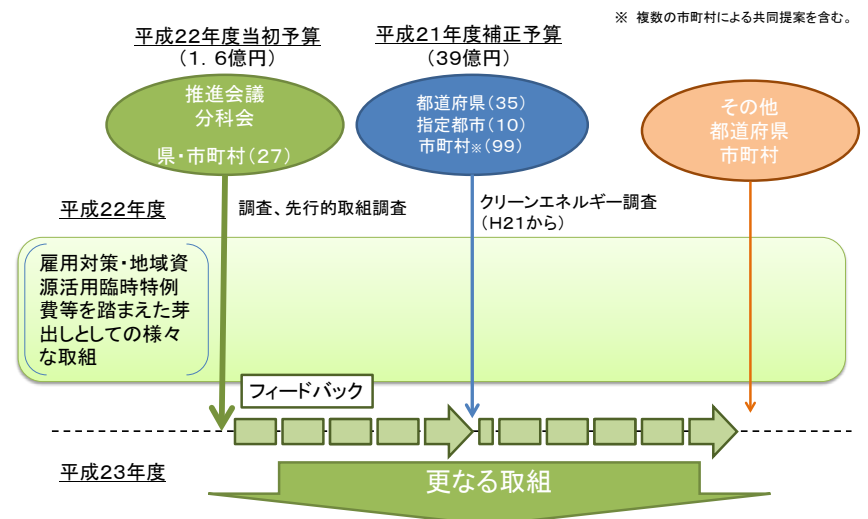 ※ 複数の市町村による共同提案を含む。
平成22年度当初予算
(1.6億円)
平成21年度補正予算
(39億円)
推進会議
分科会
県・市町村(27)
都道府県(35)
指定都市(10)
市町村※(99)
その他
都道府県
市町村
平成22年度
調査、先行的取組調査
クリーンエネルギー調査
(H21から)
雇用対策・地域資
源活用臨時特例
費等を踏まえた芽
出しとしての様々
な取組
フィードバック
平成23年度
更なる取組